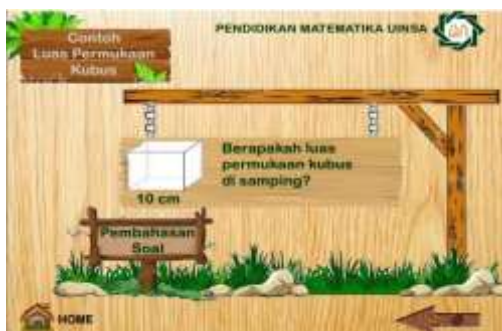 PENDIDIKAN MATEMATIKA UINSA
Contoh
Luas Permukaan
Kubus
Berapakah luas
permukaan kubus
di samping?
10 cm
Pembahasan
Soal
HOME